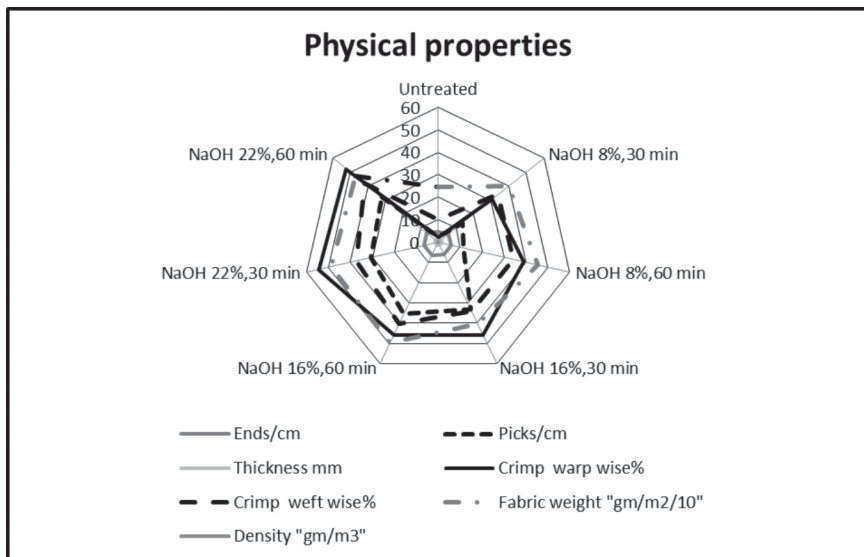 Physical properties
Untreated
60
50
40
30
20
10
0
NaOH 8%,30 min
NaOH 8%,60 min
NaOH 16%,30 min
NaOH 16%,60 min
NaOH 22%,30 min
NaOH 22%,60 min
Ends/cm
Picks/cm
Thickness mm
Crimp warp wise%
Crimp weft wise%
Fabric weight "gm/m2/10"
Density "gm/m3"